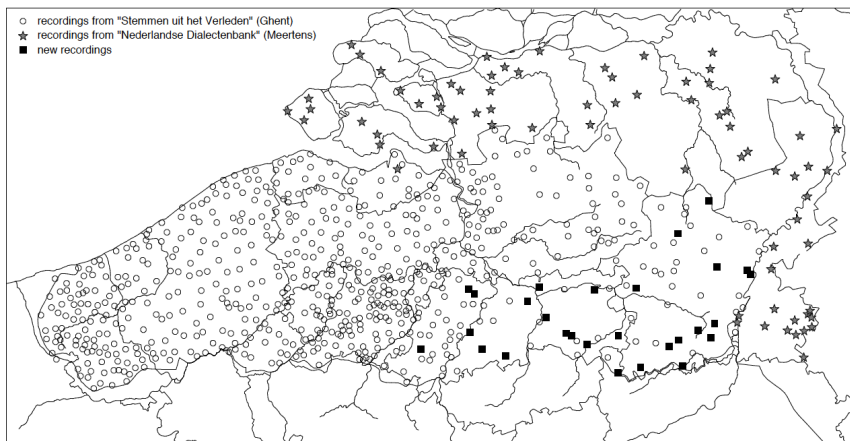 recordings from "Stemmen uit het Verleden" (Ghent)
recordings from "Nederlandse Dialectenbank" (Meertens)
new recordings